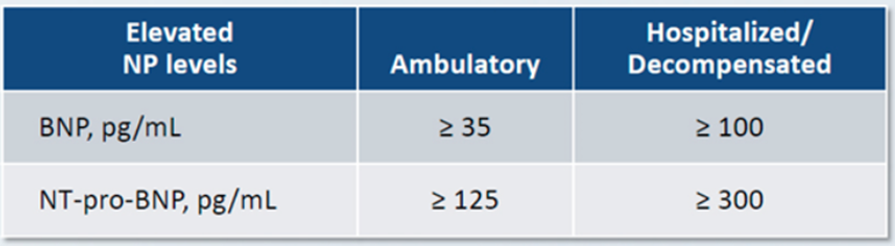 Elevated
NP levels
Ambulatory
Hospitalized/
Decompensated
BNP, pg/mL
≥ 35
≥ 100
NT-pro-BNP, pg/mL
≥ 125
≥ 300